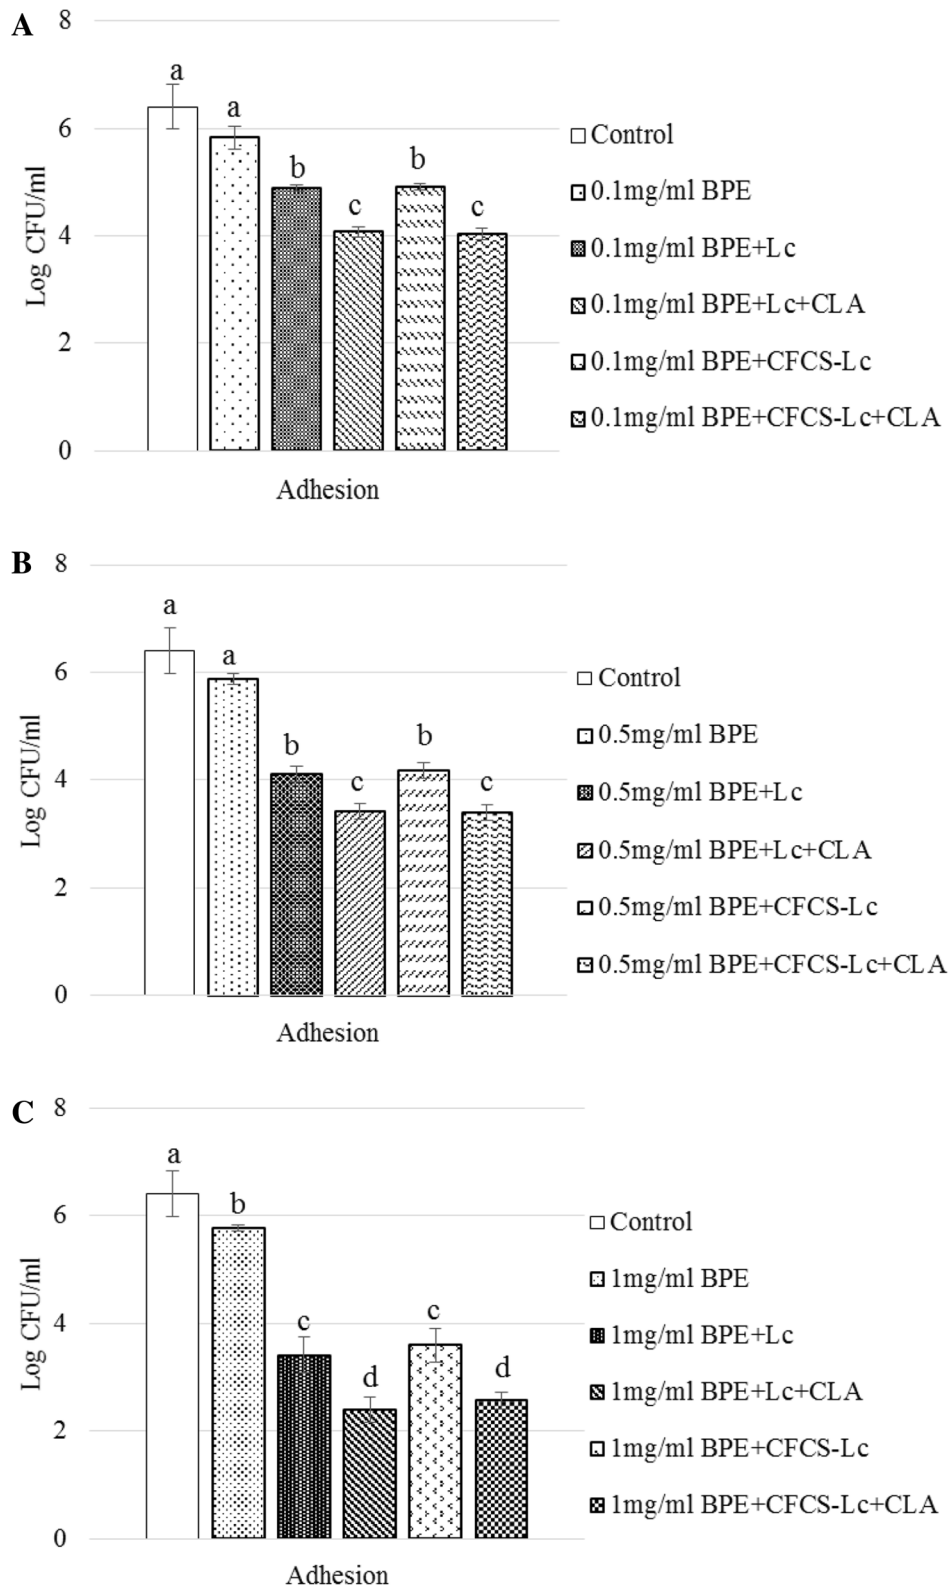 A
8
6
4
2
0
Log CFU/ml
a
a
b
c
b
c
Adhesion
Control
0.1mg/ml BPE
0.1mg/ml BPE+Lc
0.1mg/ml BPE+Lc+CLA
0.1mg/ml BPE+CFCS-Lc
0.1mg/ml BPE+CFCS-Lc+CLA
B
8
6
4
2
0
Log CFU/ml
a
a
b
c
b
c
Adhesion
Control
0.5mg/ml BPE
0.5mg/ml BPE+Lc
0.5mg/ml BPE+Lc+CLA
0.5mg/ml BPE+CFCS-Lc
0.5mg/ml BPE+CFCS-Lc+CLA
C
8
6
4
2
0
Log CFU/ml
a
b
c
d
c
d
Adhesion
Control
1mg/ml BPE
1mg/ml BPE+Lc
1mg/ml BPE+Lc+CLA
1mg/ml BPE+CFCS-Lc
1mg/ml BPE+CFCS-Lc+CLA